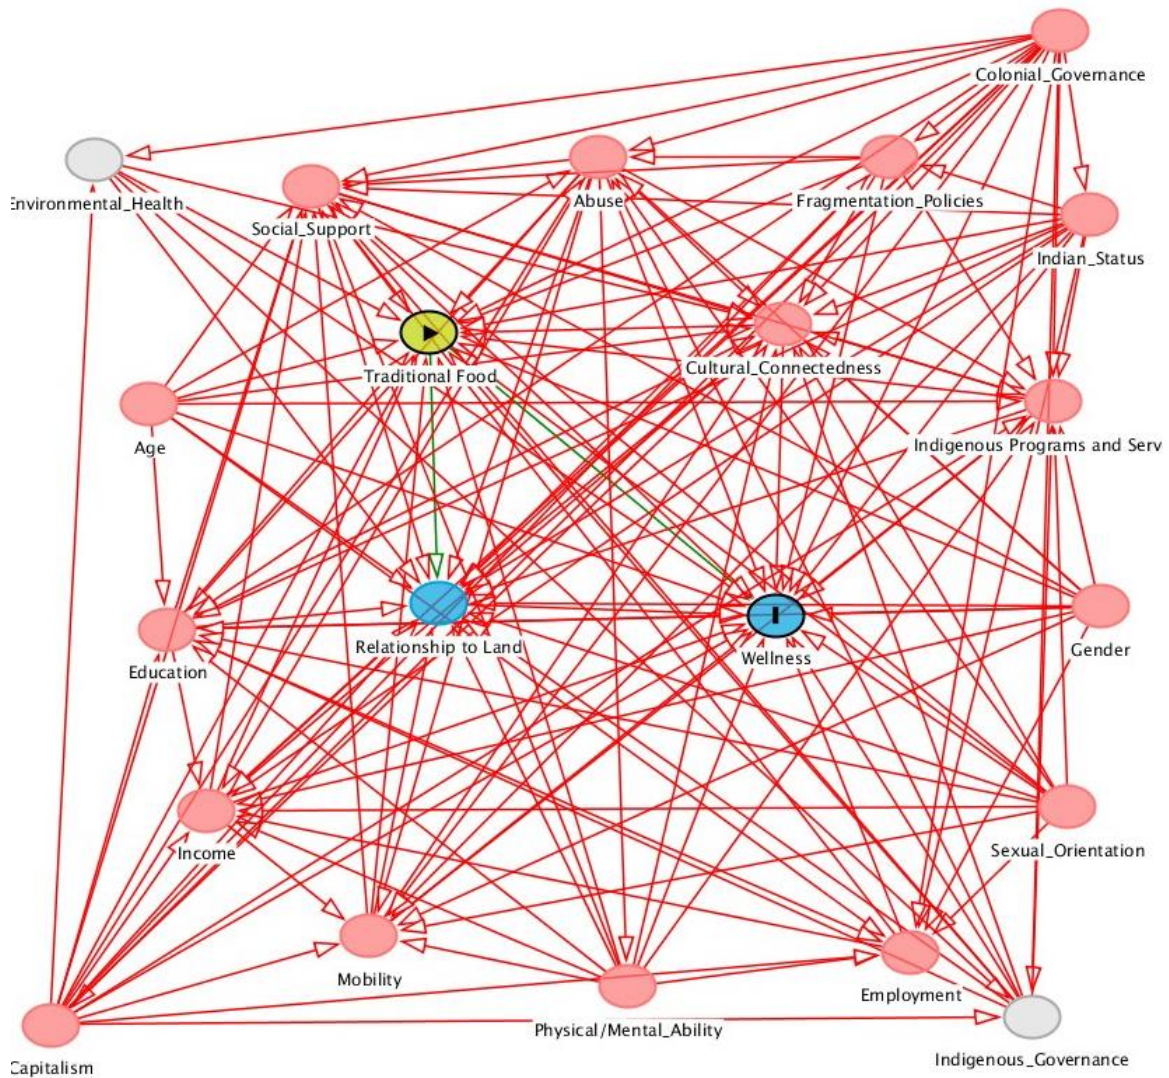 Colonial_Governance
Environmental_Health
Social_Support
Abuse
Fragmentation_Policies
Indian_Status
Traditional Food
Cultural_Connectedness
Age
Indigenous Programs and Serv
Education
Relationship to Land
Wellness
Gender
Income
Sexual_Orientation
Mobility
Employment
Physical/Mental_Ability
Indigenous_Governance
Capitalism